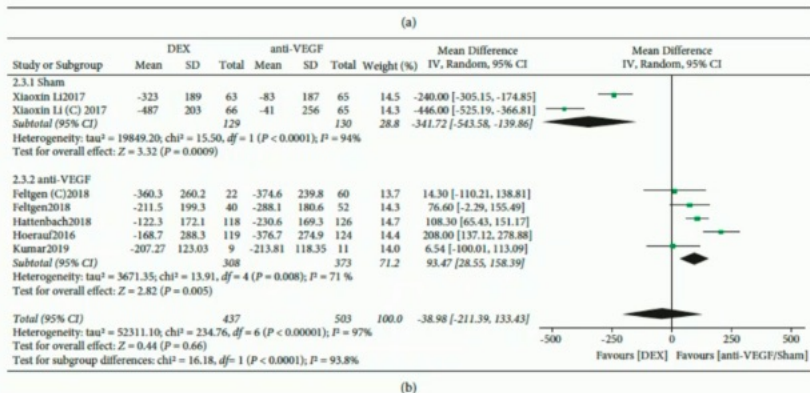 (a)
DEX anti-VEGF Mean Difference Mean Difference
Study or Subgroup Mean SD Total Mean SD Total Weight (%) IV, Random, 95% CI IV, Random, 95% CI
2.3.1 Sham
Xiaoxin Li2017 -323 189 63 -83 187 65 14.5 -240.00 [-305.15, -174.85]
Xiaoxin Li (C) 2017 -487 203 66 -41 256 65 14.3 -446.00 [-525.19, -366.81]
Subtotal (95% CI) 129 130 28.8 -341.72 [-543.58, -139.86]
Heterogeneity: tau² = 19849.20; chi² = 15.50, df = 1 (P < 0.0001); I² = 94%
Test for overall effect: Z = 3.32 (P = 0.0009)
2.3.2 anti-VEGF
Feltgen (C)2018 -360.3 260.2 22 -374.6 239.8 60 13.7 14.30 [-110.21, 138.81]
Feltgen2018 -211.5 199.3 40 -288.1 180.6 52 13.8 76.60 [-2.29, 155.49]
Hattenbach2018 -122.3 172.1 118 -230.6 169.3 126 14.7 108.30 [65.43, 151.17]
Hoerauf2016 -168.7 288.3 119 -376.7 274.9 124 14.4 208.00 [137.12, 278.88]
Kumar2019 -207.27 123.03 9 -213.81 118.35 11 14.0 6.54 [-100.01, 113.09]
Subtotal (95% CI) 308 373 71.2 93.47 [28.55, 158.39]
Heterogeneity: tau² = 3671.35; chi² = 13.91, df = 4 (P = 0.008); I² = 71 %
Test for overall effect: Z = 2.82 (P = 0.005)
Total (95% CI) 437 503 100.0 -38.98 [-211.39, 133.43]
Heterogeneity: tau² = 52311.10; chi² = 234.76, df = 6 (P < 0.00001); I² = 97%
Test for overall effect: Z = 0.44 (P = 0.66)
Test for subgroup differences: chi² = 16.18, df= 1 (P < 0.0001); I² = 93.8%
-500 -250 0 250 500
Favours [DEX] Favours [anti-VEGF/Sham]
(b)